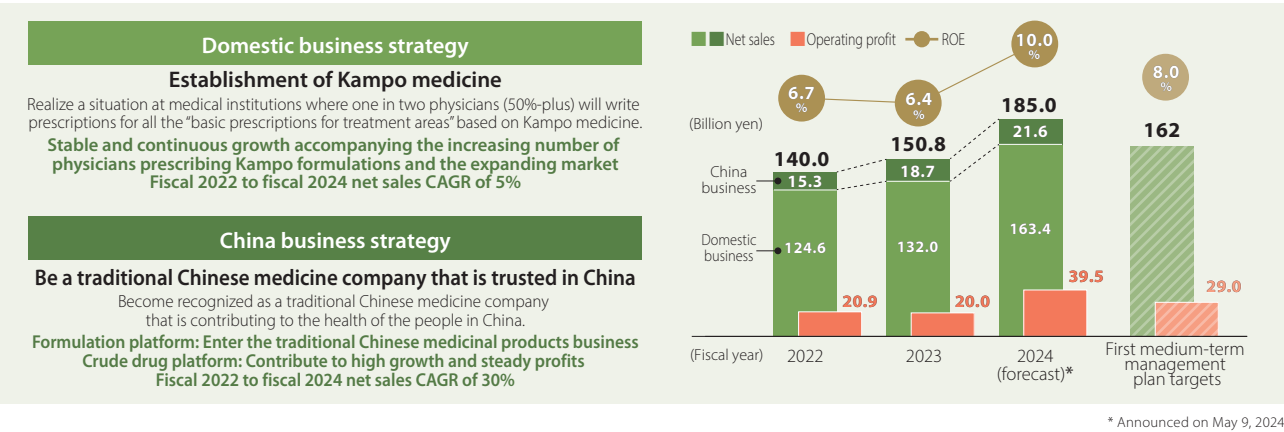 Domestic business strategy
Establishment of Kampo medicine
Realize a situation at medical institutions where one in two physicians (50%-plus) will write
prescriptions for all the “basic prescriptions for treatment areas” based on Kampo medicine.
Stable and continuous growth accompanying the increasing number of
physicians prescribing Kampo formulations and the expanding market
Fiscal 2022 to fiscal 2024 net sales CAGR of 5%
China business strategy
Be a traditional Chinese medicine company that is trusted in China
Become recognized as a traditional Chinese medicine company
that is contributing to the health of the people in China.
Formulation platform: Enter the traditional Chinese medicinal products business
Crude drug platform: Contribute to high growth and steady profits
Fiscal 2022 to fiscal 2024 net sales CAGR of 30%
Net sales
Operating profit
ROE
(Billion yen)
6.7
%
6.4
%
10.0
%
8.0
%
140.0
150.8
185.0
162
China
business
15.3
18.7
21.6
Domestic
business
124.6
132.0
163.4
20.9
20.0
39.5
29.0
(Fiscal year)
2022
2023
2024
(forecast)*
First medium-term
management
plan targets
* Announced on May 9, 2024